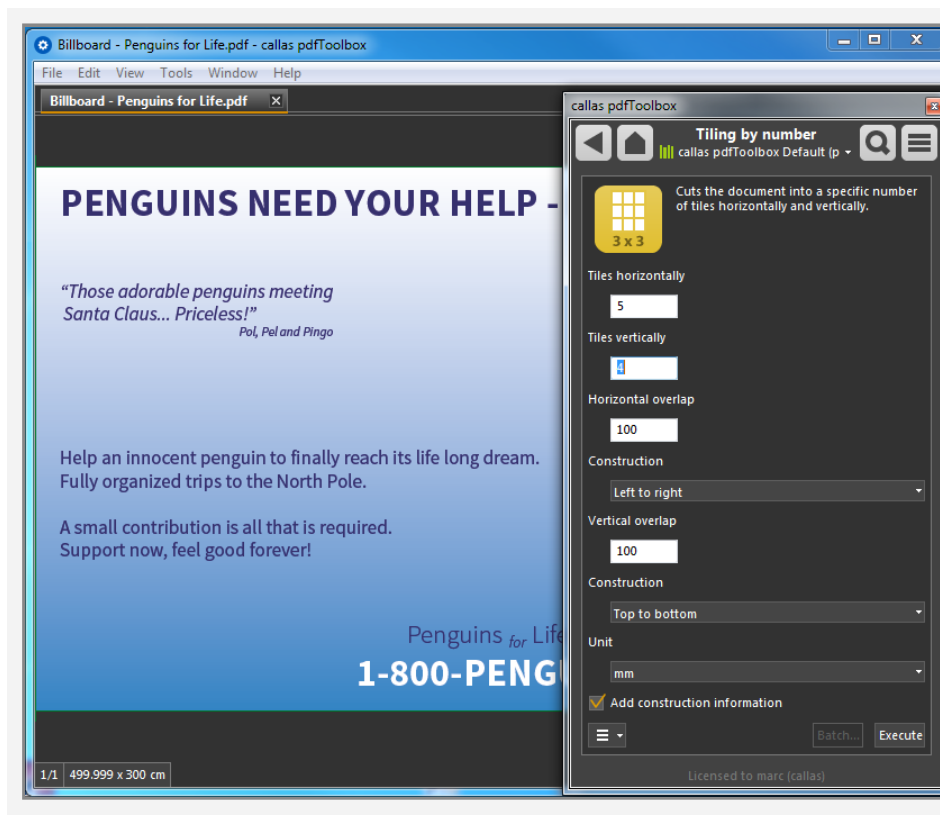 Billboard - Penguins for Life.pdf - callas pdfToolbox
File Edit View Tools Window Help
Billboard - Penguins for Life.pdf
PENGUINS NEED YOUR HELP -
“Those adorable penguins meeting
Santa Claus... Priceless!”
Pol, Pel and Pingo
Help an innocent penguin to finally reach its life long dream.
Fully organized trips to the North Pole.
A small contribution is all that is required.
Support now, feel good forever!
Penguins for Life
1-800-PENG
1/1 499.999 x 300 cm
callas pdfToolbox
Tiling by number
callas pdfToolbox Default (p
Cuts the document into a specific number
of tiles horizontally and vertically.
3 x 3
Tiles horizontally
5
Tiles vertically
4
Horizontal overlap
100
Construction
Left to right
Vertical overlap
100
Construction
Top to bottom
Unit
mm
Add construction information
Batch... Execute
Licensed to marc (callas)